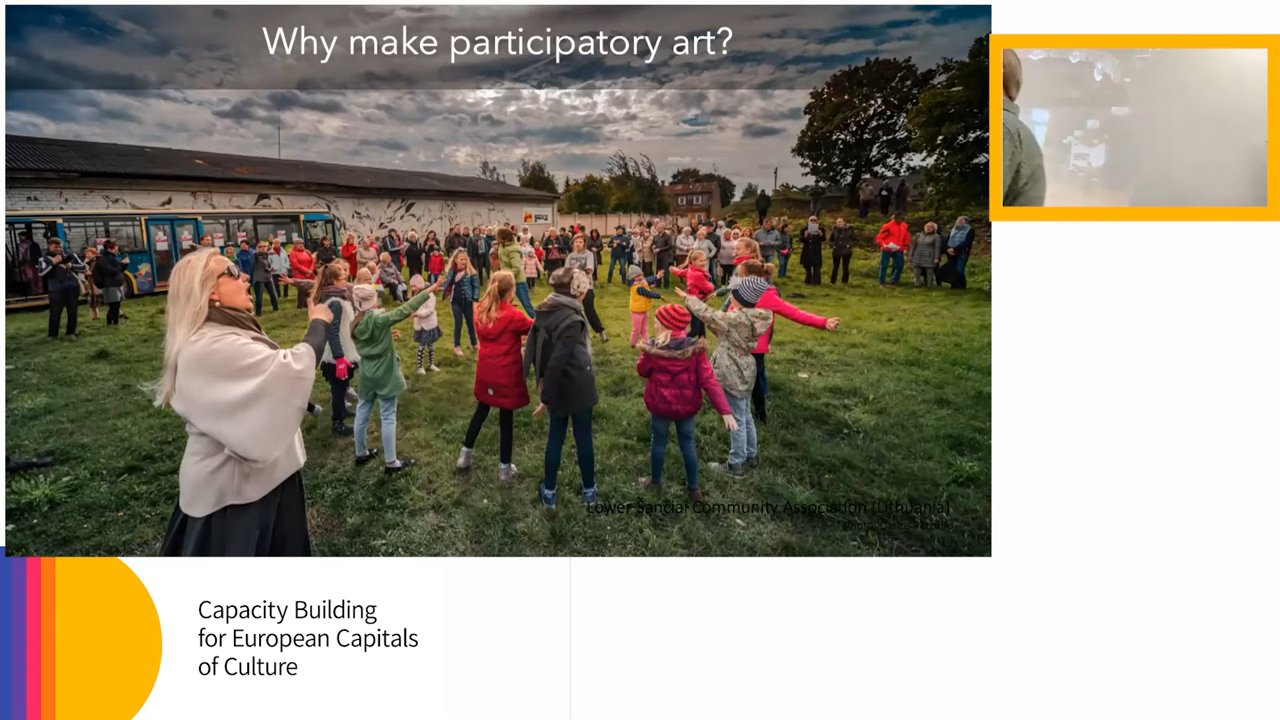 Why make participatory art?
Lower Šančiai Community Association (Lithuania)
Capacity Building
for European Capitals
of Culture